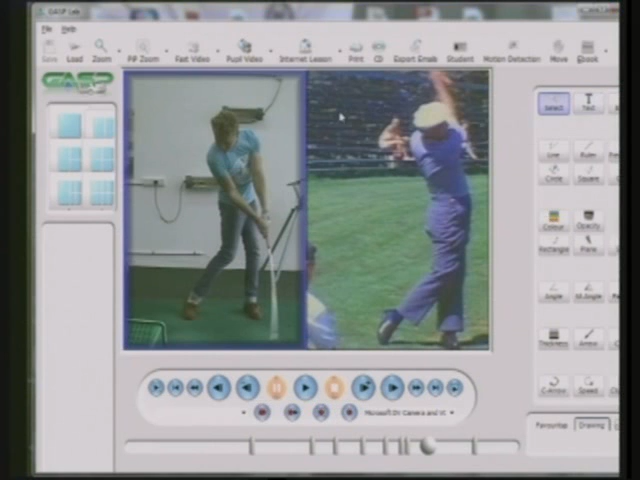 GASP Lab
File Help
Save Load Zoom PiP Zoom Fast Video Pupil Video Internet Lesson Print CD Export Emails Student Motion Detection Move Ebook
GASP
Select Text
Line Ruler
Circle Square
Colour Opacity
Rectangle Plane
Angle
Thickness Arrow
Speed
Microsoft DV Camera and VC
Favourites Drawing